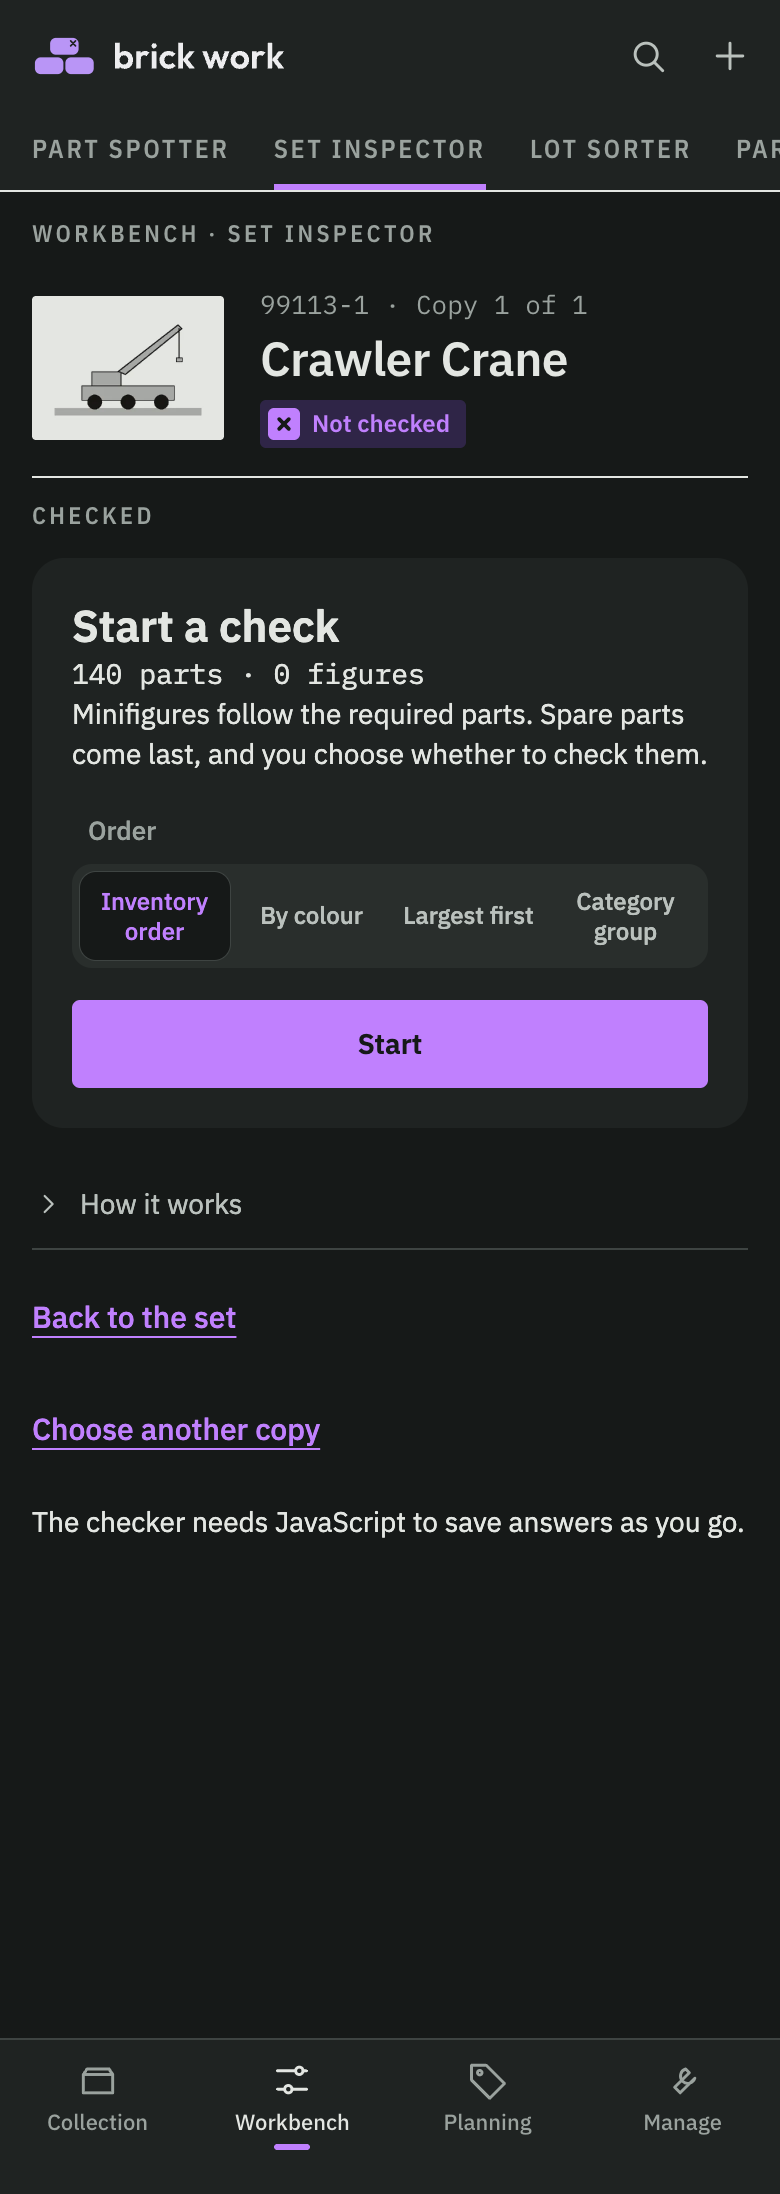 brick work
PART SPOTTER SET INSPECTOR LOT SORTER PAR
WORKBENCH · SET INSPECTOR
99113-1 · Copy 1 of 1
Crawler Crane
Not checked
CHECKED
Start a check
140 parts · 0 figures
Minifigures follow the required parts. Spare parts
come last, and you choose whether to check them.
Order
Inventory
order
By colour
Largest first
Category
group
Start
How it works
Back to the set
Choose another copy
The checker needs JavaScript to save answers as you go.
Collection Workbench Planning Manage